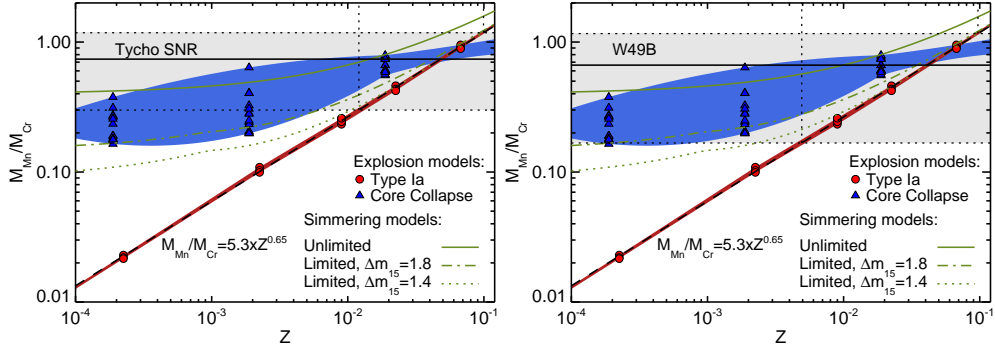 Tycho SNR
1.00
0.10
0.01
M_Mn/M_Cr
Explosion models:
Type Ia
Core Collapse
Simmering models:
M_Mn/M_Cr=5.3xZ^0.65
Unlimited
Limited, Δm_15=1.8
Limited, Δm_15=1.4
10^-4
10^-3
10^-2
10^-1
Z
W49B
1.00
0.10
0.01
M_Mn/M_Cr
Explosion models:
Type Ia
Core Collapse
Simmering models:
M_Mn/M_Cr=5.3xZ^0.65
Unlimited
Limited, Δm_15=1.8
Limited, Δm_15=1.4
10^-4
10^-3
10^-2
10^-1
Z